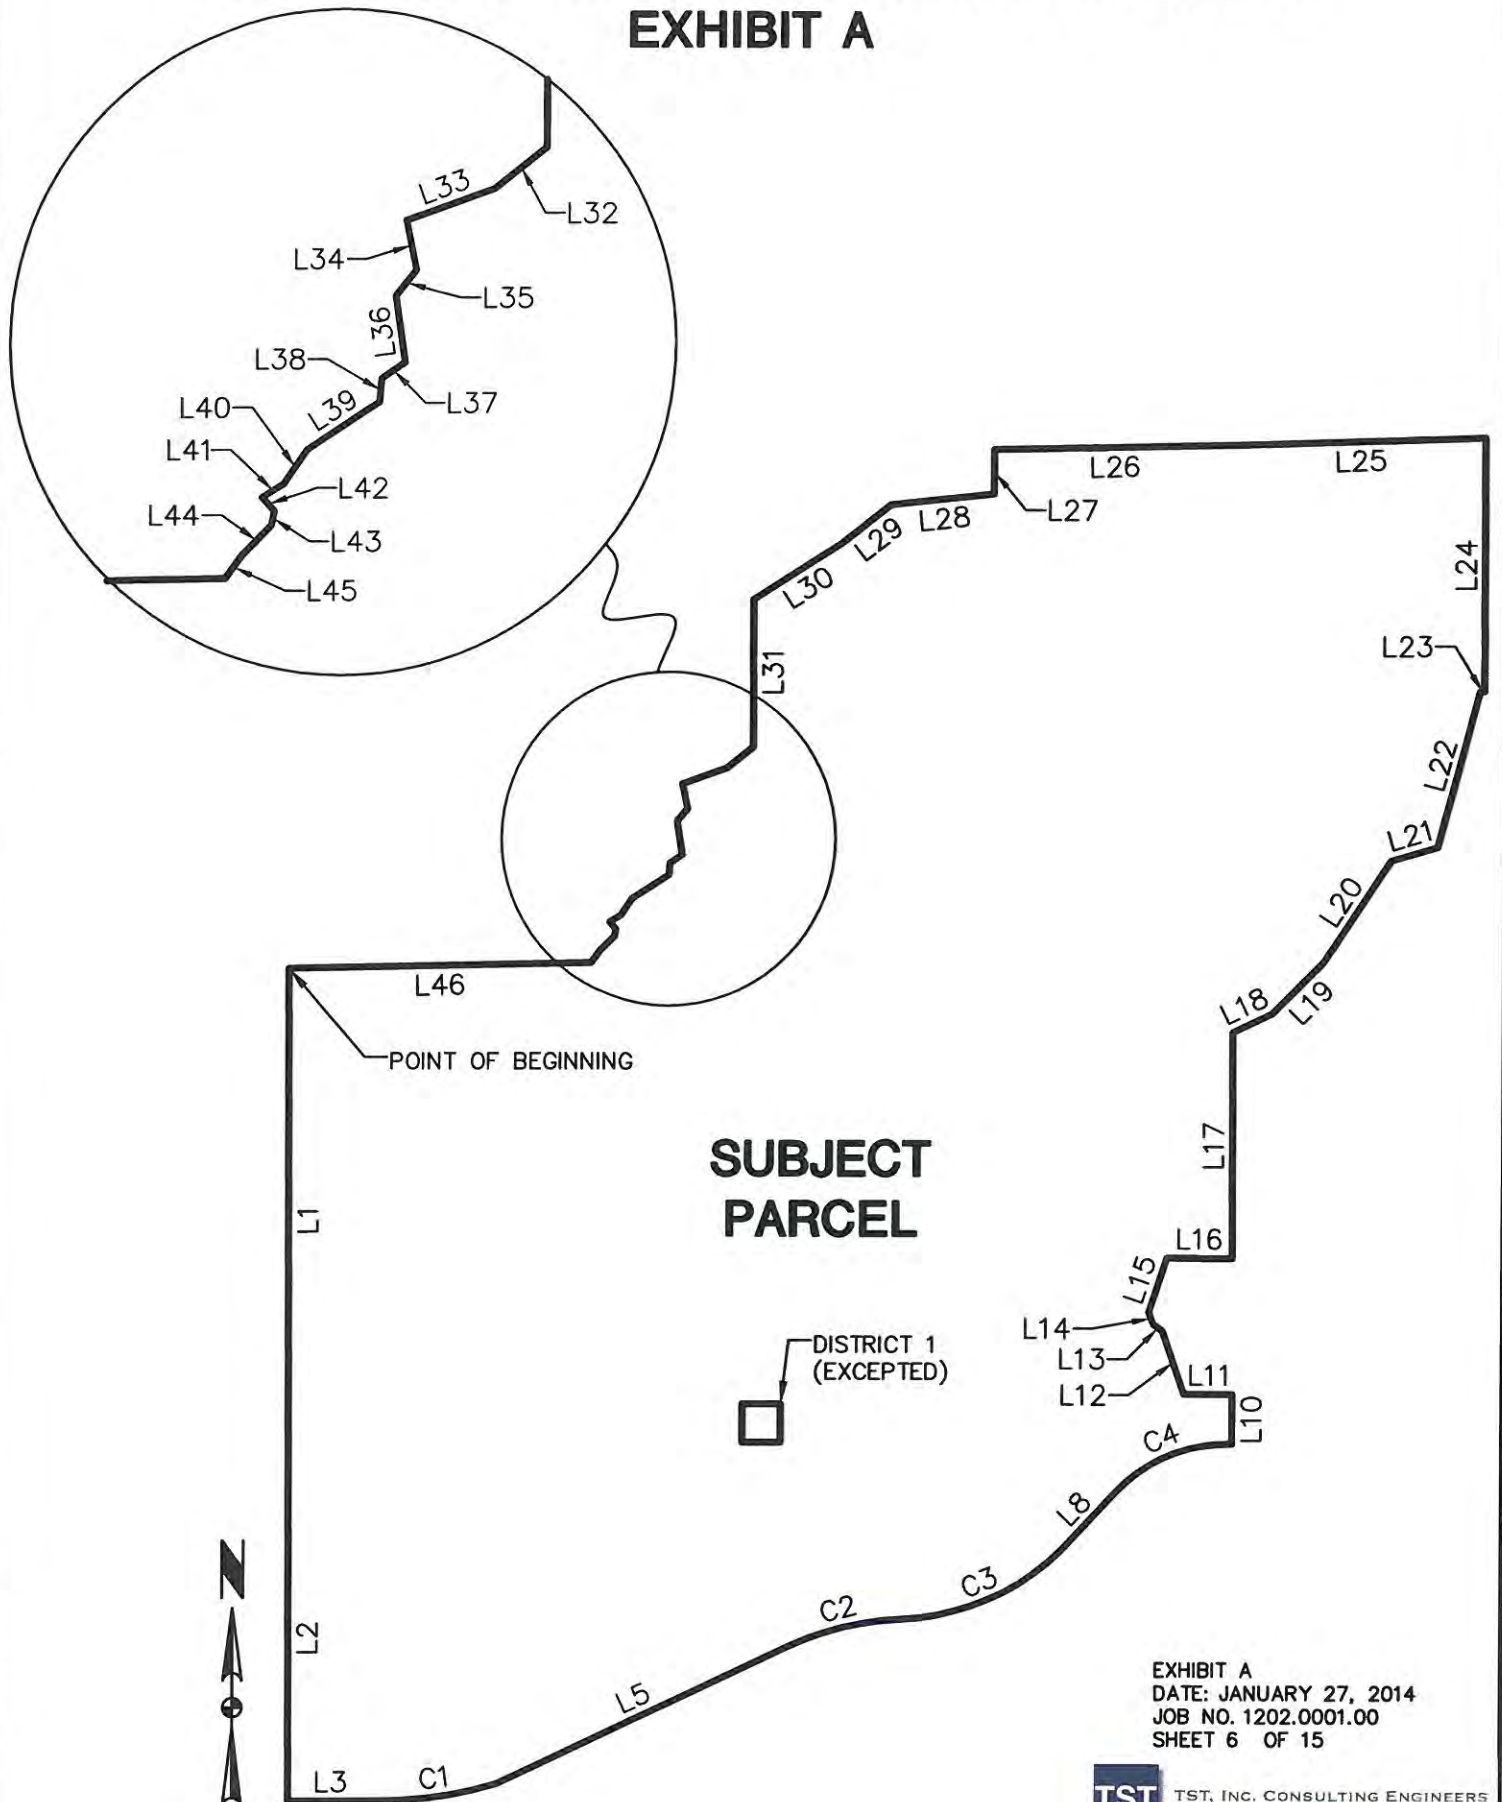 EXHIBIT A
L33
L32
L34
L35
L36
L38
L37
L39
L40
L41
L42
L44
L43
L45
L26
L25
L27
L28
L29
L30
L24
L23
L31
L22
L21
L20
L46
L19
L18
POINT OF BEGINNING
SUBJECT
PARCEL
L17
L1
L16
L15
L14
L13
L12
L11
L10
DISTRICT 1
(EXCEPTED)
C4
L8
N
C3
C2
L2
L5
C1
L3
EXHIBIT A
DATE: JANUARY 27, 2014
JOB NO. 1202.0001.00
SHEET 6 OF 15
TST
TST, INC. CONSULTING ENGINEERS